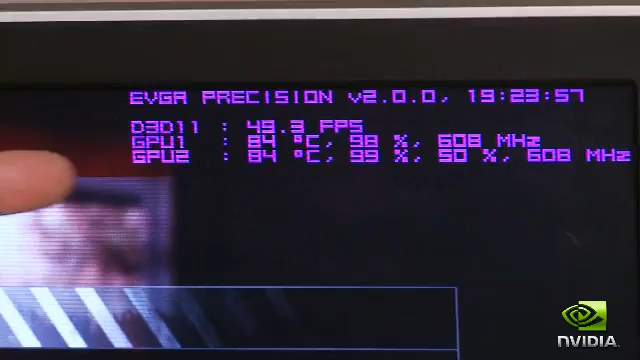 EVGA PRECISION v2.0.0, 19:23:57
D3D11 : 49.3 FPS
GPU1 : 84 °C, 98 %, 608 MHz
GPU2 : 84 °C, 99 %, 50 %, 608 MHz
NVIDIA